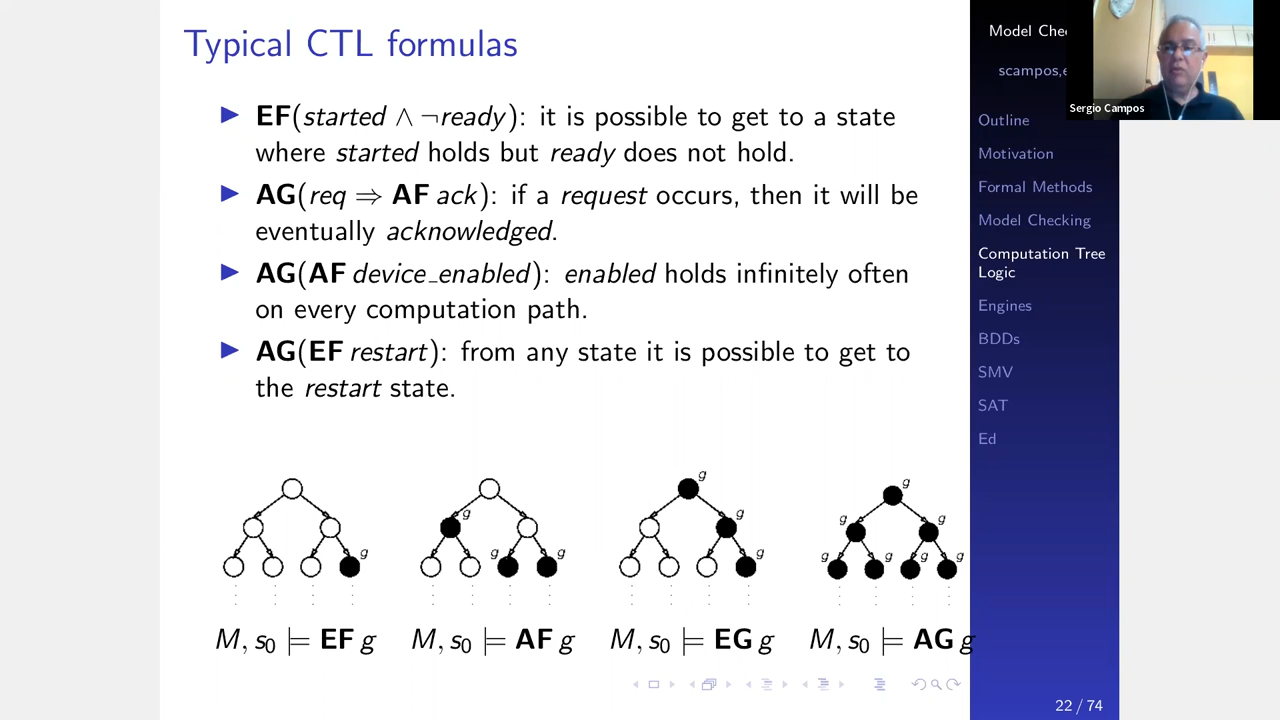 Typical CTL formulas
▶ EF(started ∧ ¬ready): it is possible to get to a state
where started holds but ready does not hold.
▶ AG(req ⇒ AF ack): if a request occurs, then it will be
eventually acknowledged.
▶ AG(AF device_enabled): enabled holds infinitely often
on every computation path.
▶ AG(EF restart): from any state it is possible to get to
the restart state.
g
g g g
g g g
g g g g g g g
M, s0 ⊨ EF g
M, s0 ⊨ AF g
M, s0 ⊨ EG g
M, s0 ⊨ AG g
Model Che
scampos,e
Sergio Campos
Outline
Motivation
Formal Methods
Model Checking
Computation Tree
Logic
Engines
BDDs
SMV
SAT
Ed
22 / 74